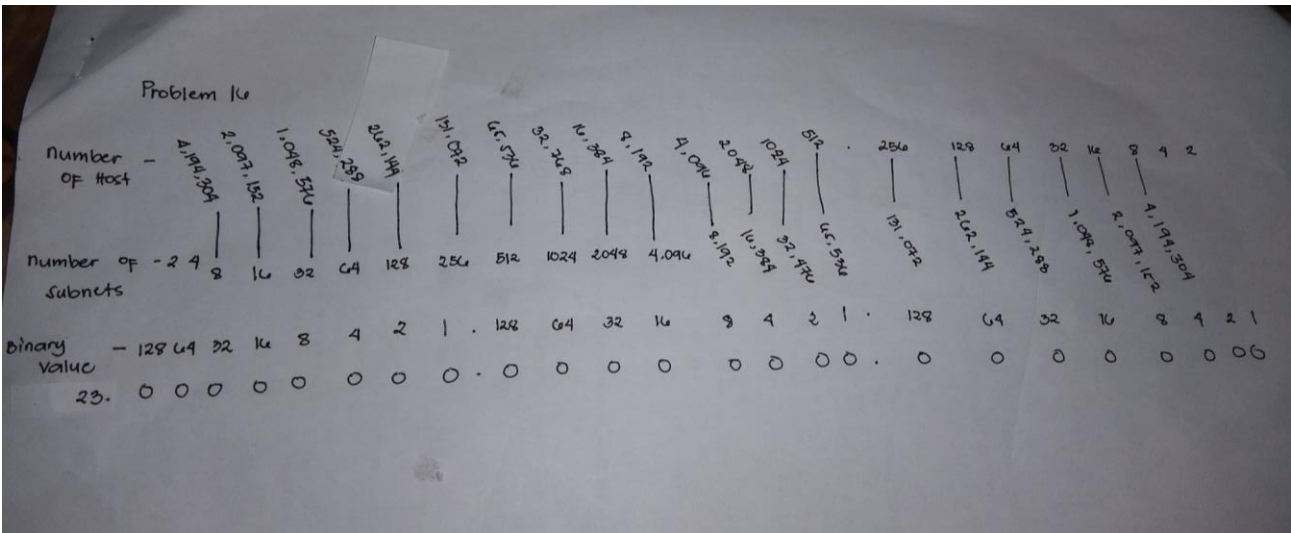 Problem 16
number of Host - 4,194,304 2,097,152 1,048,576 524,288 262,144 131,072 65,536 32,768 16,384 8,192 4,096 2048 1024 512 . 256 128 64 32 16 8 4 2
number of subnets - 2 4 8 16 32 64 128 256 512 1024 2048 4.096 8,192 16,384 32,476 65,536 131,072 262,144 524,288 1,048,576 2,097,152 4,194,304
Binary value - 128 64 32 16 8 4 2 1 . 128 64 32 16 8 4 2 1 . 128 64 32 16 8 4 2 1
23. 0 0 0 0 0 0 0 0 . 0 0 0 0 0 0 0 0 . 0 0 0 0 0 0 0 0